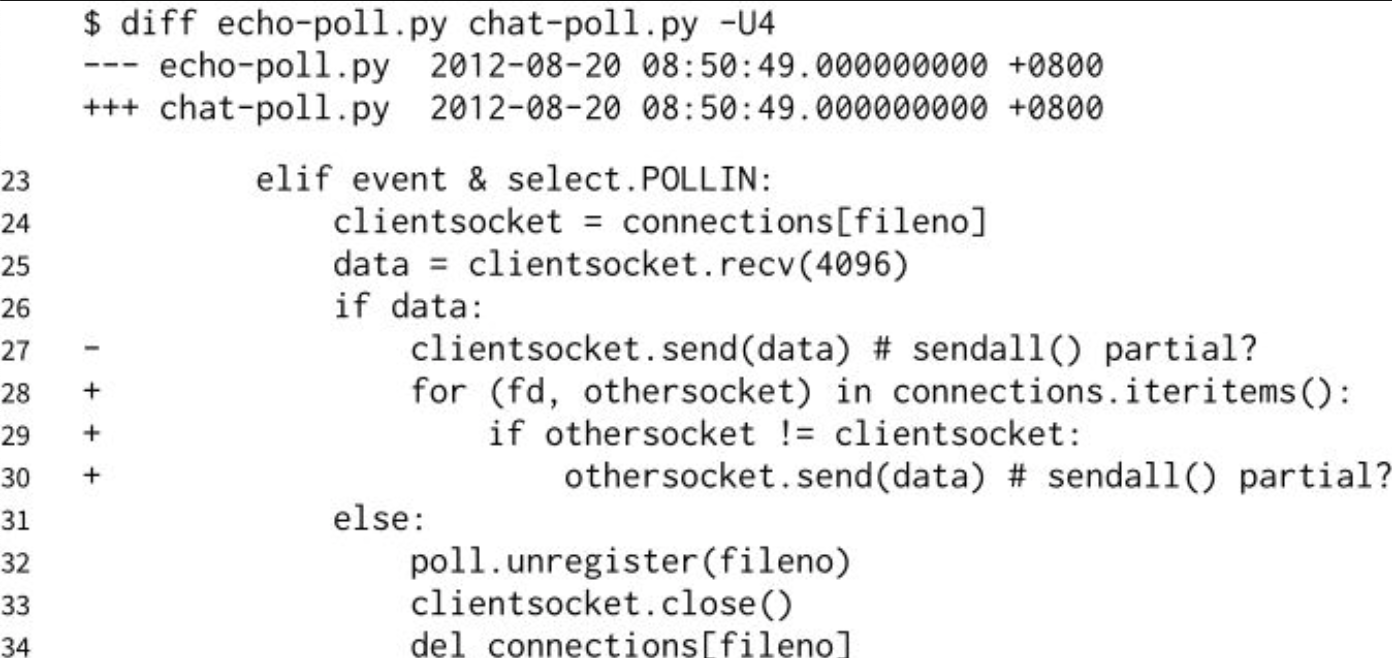 $ diff echo-poll.py chat-poll.py -U4
--- echo-poll.py  2012-08-20 08:50:49.000000000 +0800
+++ chat-poll.py  2012-08-20 08:50:49.000000000 +0800
23            elif event & select.POLLIN:
24                clientsocket = connections[fileno]
25                data = clientsocket.recv(4096)
26                if data:
27   -                clientsocket.send(data) # sendall() partial?
28   +                for (fd, othersocket) in connections.iteritems():
29   +                    if othersocket != clientsocket:
30   +                        othersocket.send(data) # sendall() partial?
31                else:
32                    poll.unregister(fileno)
33                    clientsocket.close()
34                    del connections[fileno]